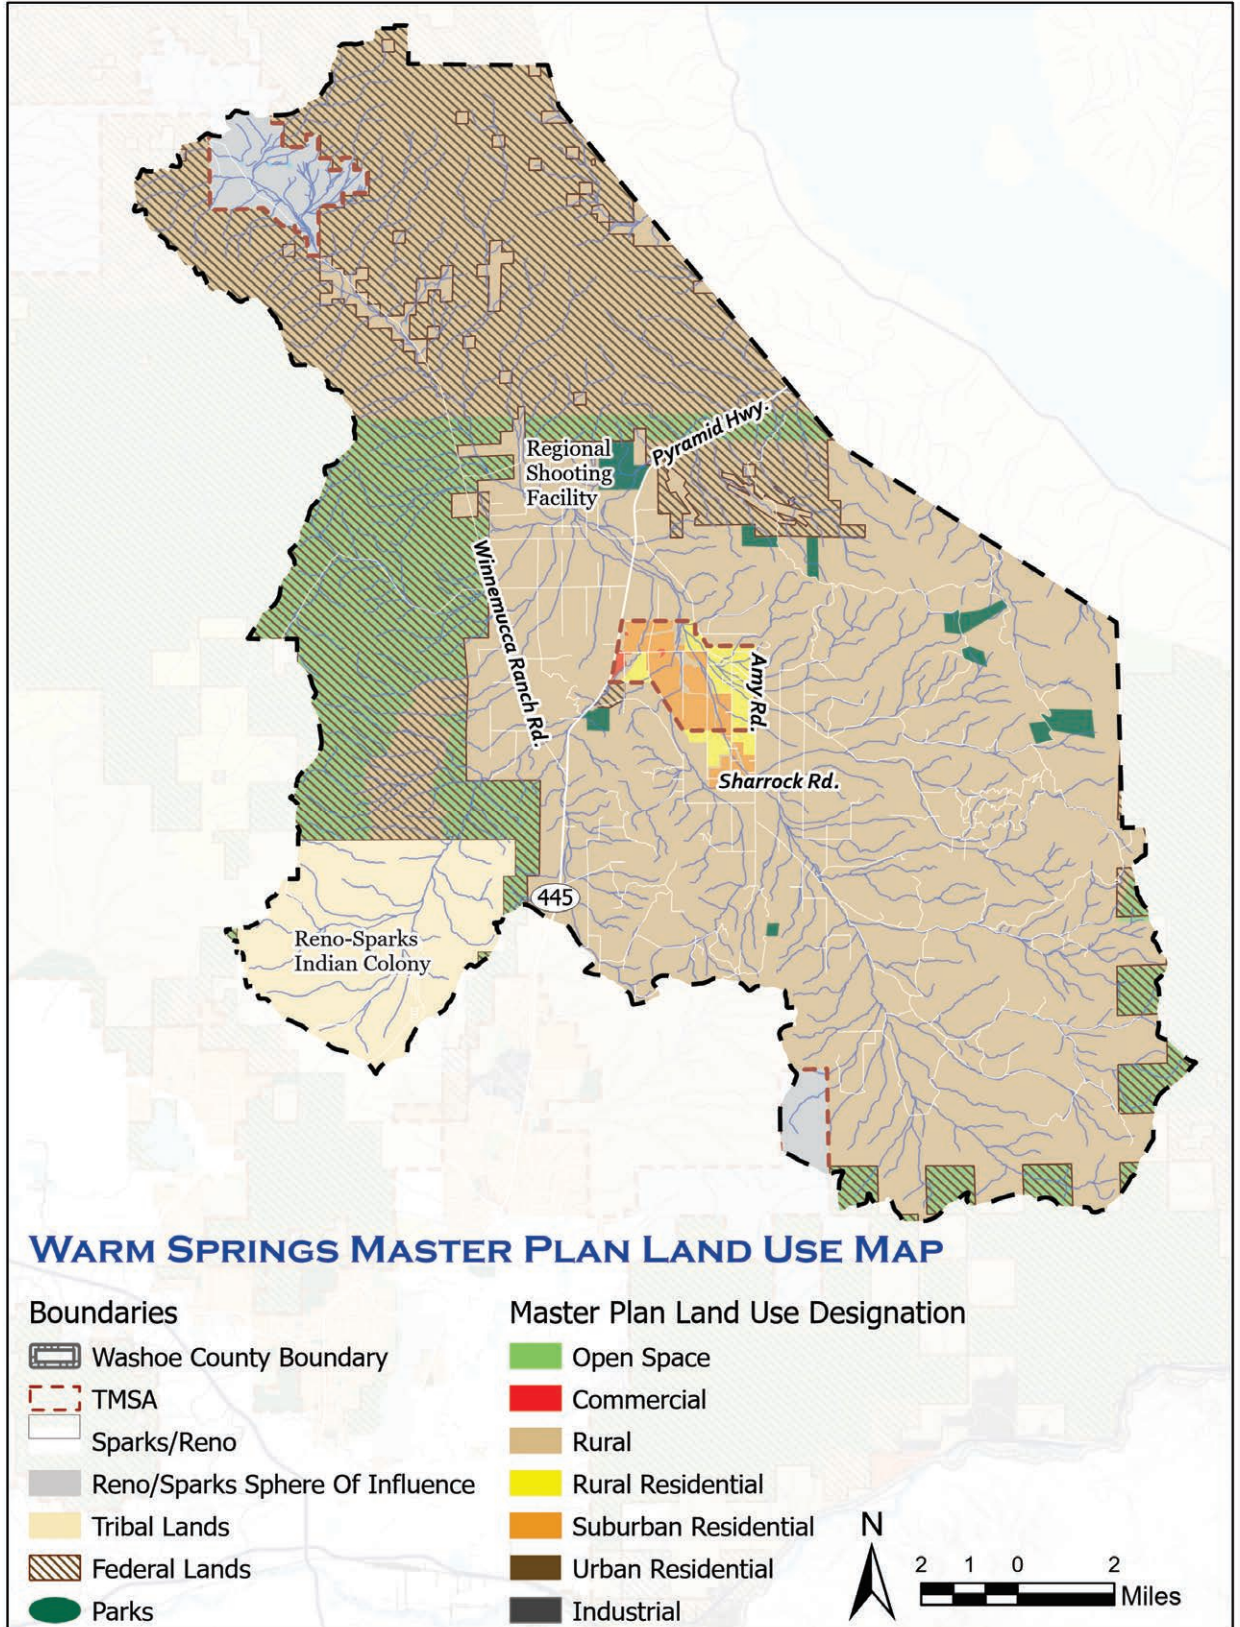 Pyramid Hwy.
Regional
Shooting
Facility
Winnemucca Ranch Rd.
Amy Rd.
Sharrock Rd.
445
Reno-Sparks
Indian Colony
WARM SPRINGS MASTER PLAN LAND USE MAP
Boundaries
Washoe County Boundary
TMSA
Sparks/Reno
Reno/Sparks Sphere Of Influence
Tribal Lands
Federal Lands
Parks
Master Plan Land Use Designation
Open Space
Commercial
Rural
Rural Residential
Suburban Residential
Urban Residential
Industrial
N
2 1 0 2
Miles